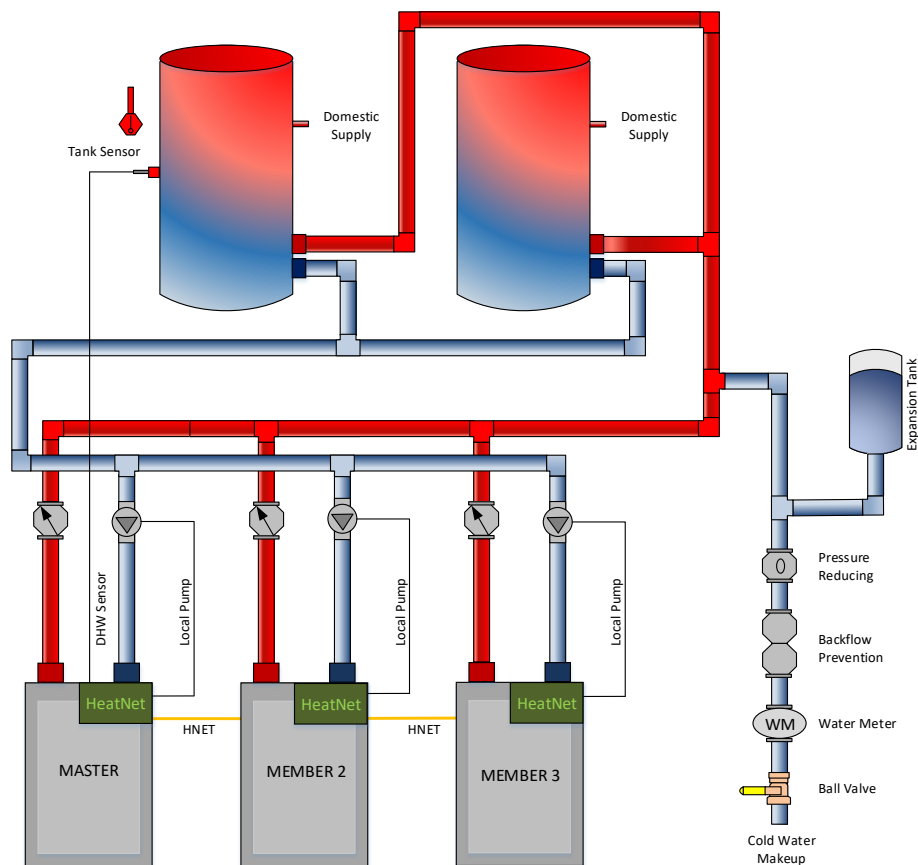 Domestic
Supply
Domestic
Supply
Tank Sensor
Expansion Tank
Pressure
Reducing
DHW Sensor
Local Pump
Local Pump
Local Pump
Backflow
Prevention
HeatNet
HeatNet
HeatNet
HNET
HNET
WM
Water Meter
MASTER
MEMBER 2
MEMBER 3
Ball Valve
Cold Water
Makeup
0